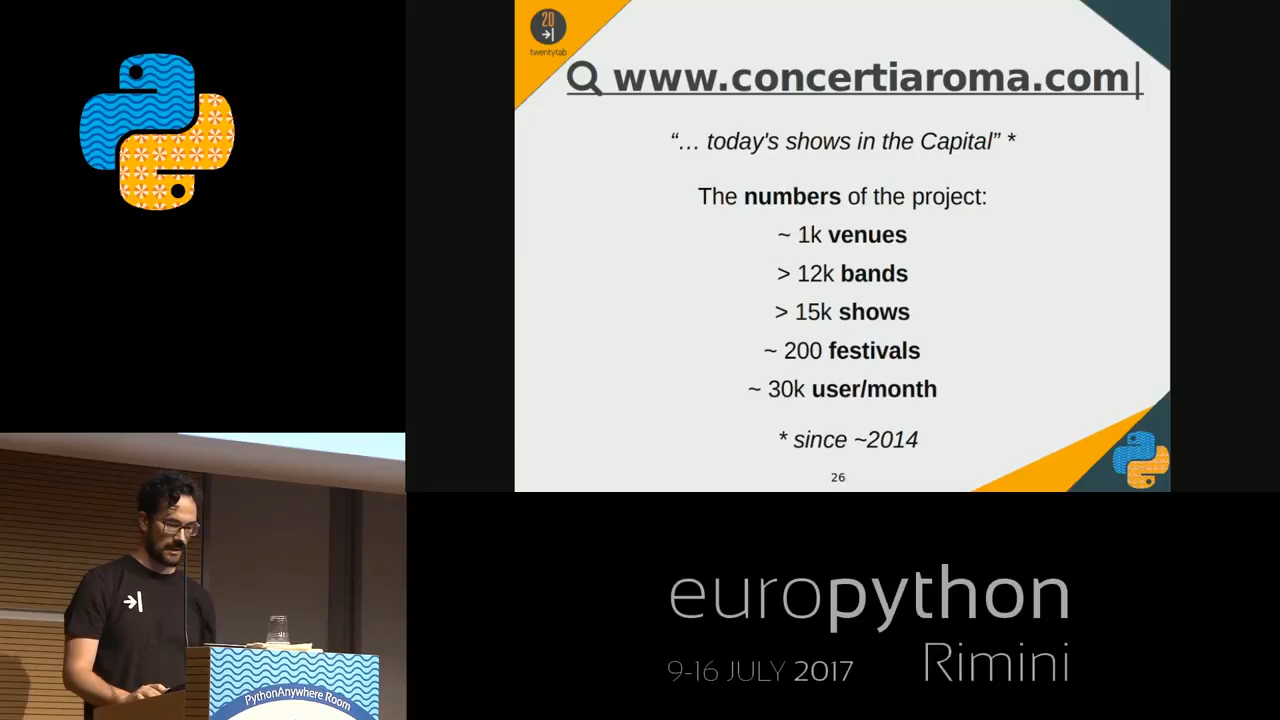 20
twentytab
www.concertiaroma.com|
“… today's shows in the Capital” *
The numbers of the project:
~ 1k venues
> 12k bands
> 15k shows
~ 200 festivals
~ 30k user/month
* since ~2014
26
PythonAnywhere Room
europython
9-16 JULY 2017
Rimini